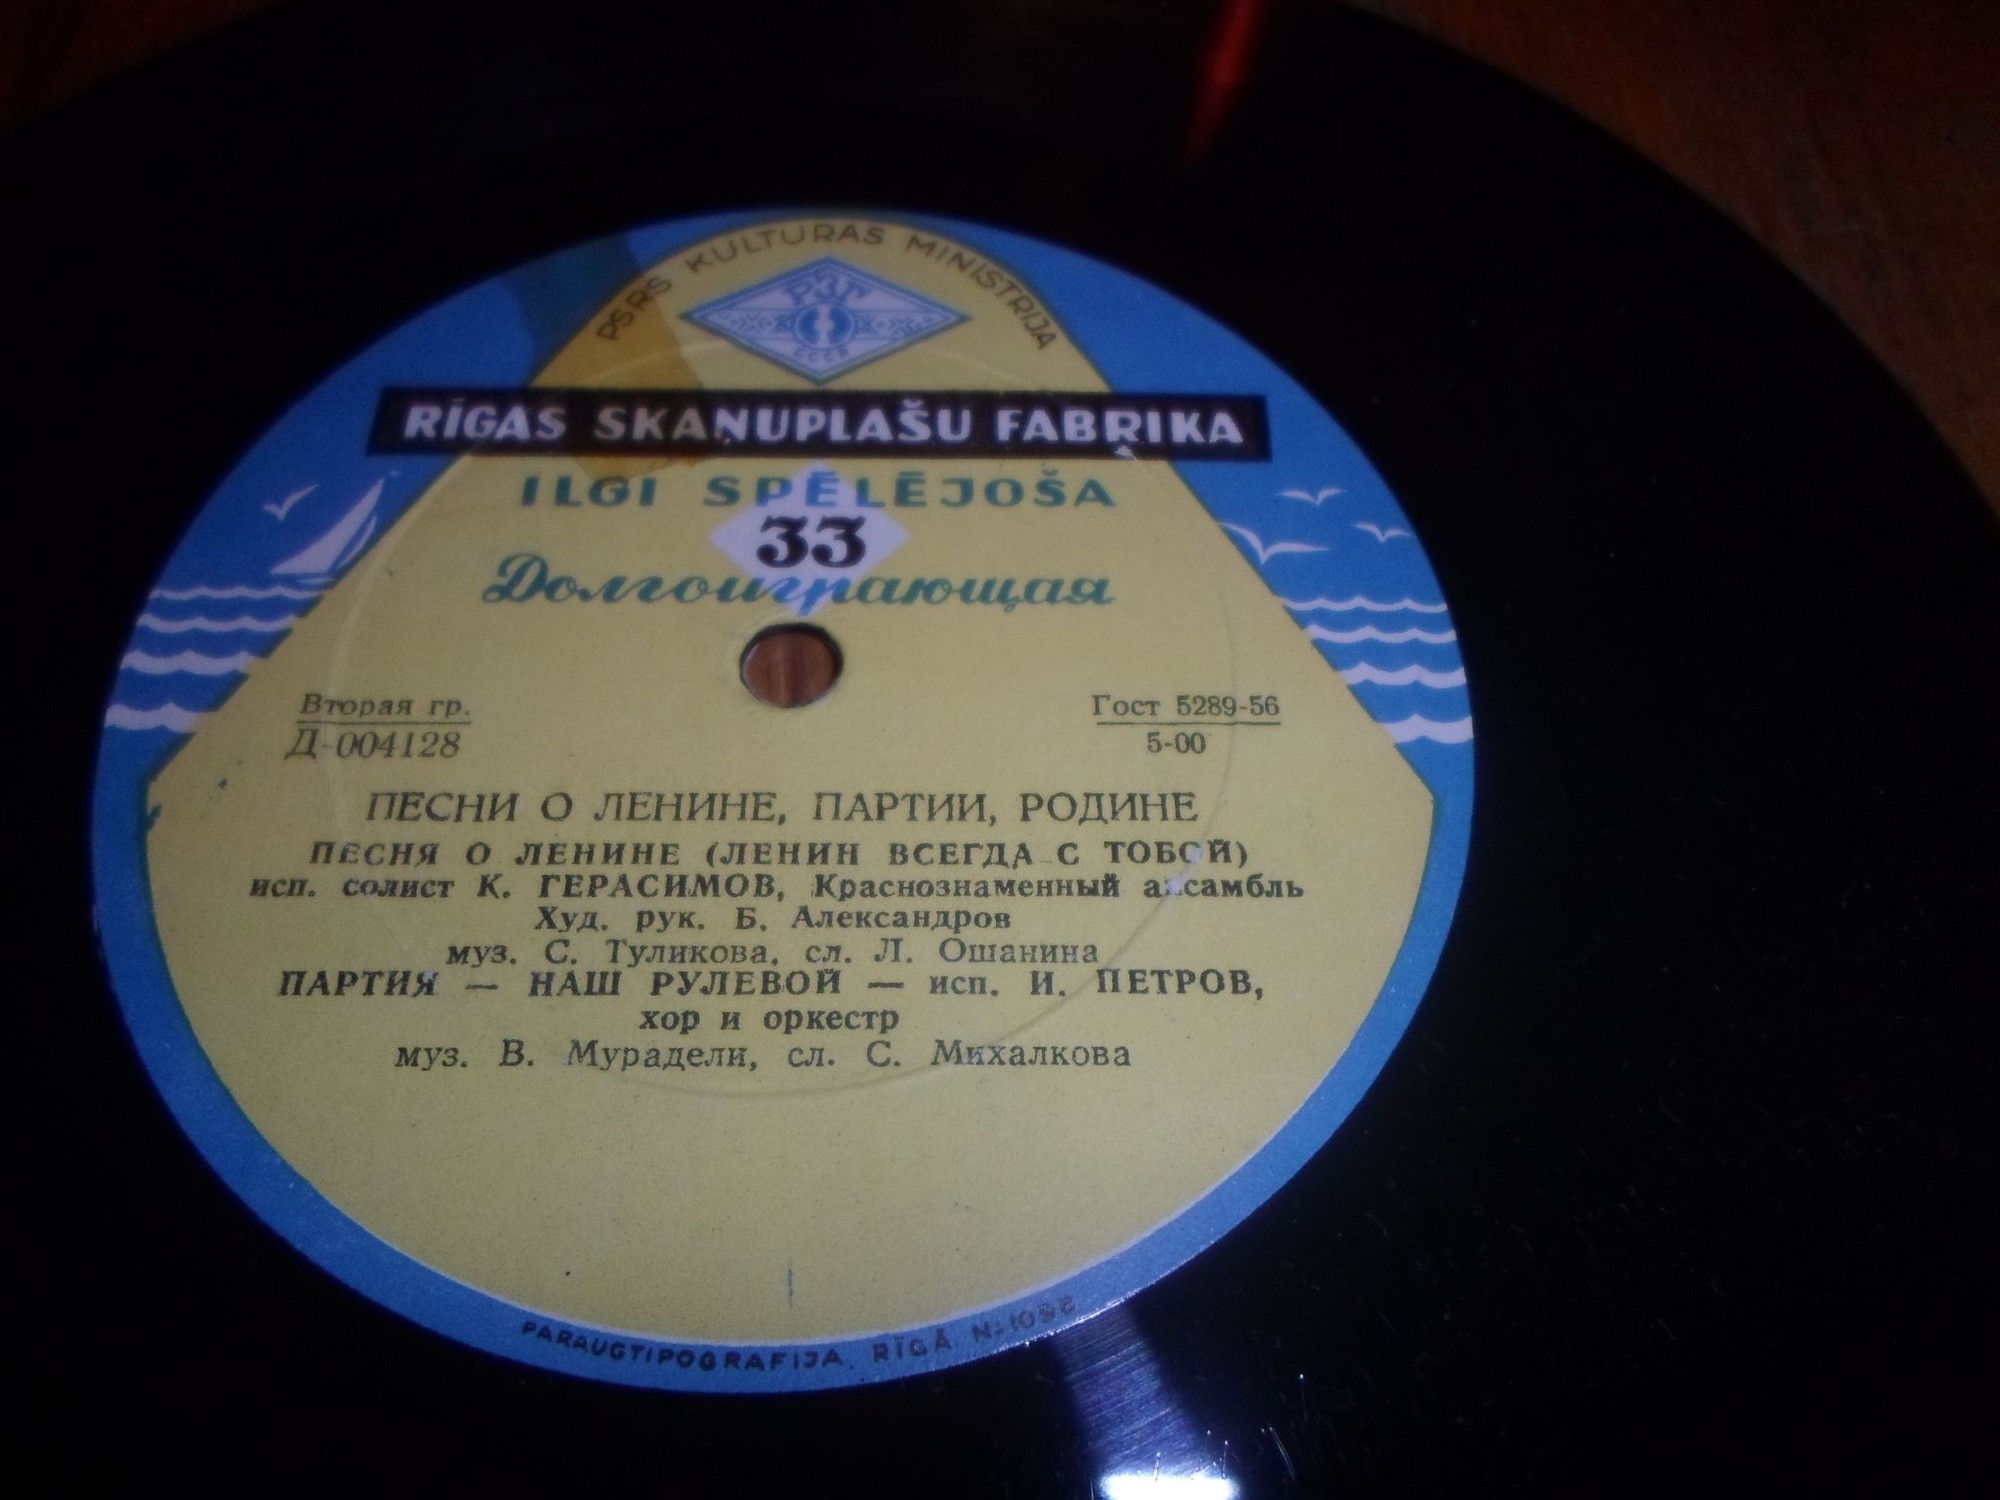 PSRS KULTURAS MINISTRIJA
РЗГ
СССР
RĪGAS SKAŅUPLAŠU FABRIKA
ILGI SPĒLĒJOŠA
33
Долгоиграющая
Вторая гр. Гост 5289-56
Д-004128 5-00
ПЕСНИ О ЛЕНИНЕ, ПАРТИИ, РОДИНЕ
ПЕСНЯ О ЛЕНИНЕ (ЛЕНИН ВСЕГДА С ТОБОЙ)
исп. солист К. ГЕРАСИМОВ, Краснознаменный ансамбль
Худ. рук. Б. Александров
муз. С. Туликова, сл. Л. Ошанина
ПАРТИЯ — НАШ РУЛЕВОЙ — исп. И. ПЕТРОВ,
хор и оркестр
муз. В. Мурадели, сл. С. Михалкова
PARAUGTIPOGRAFIJA, RĪGĀ